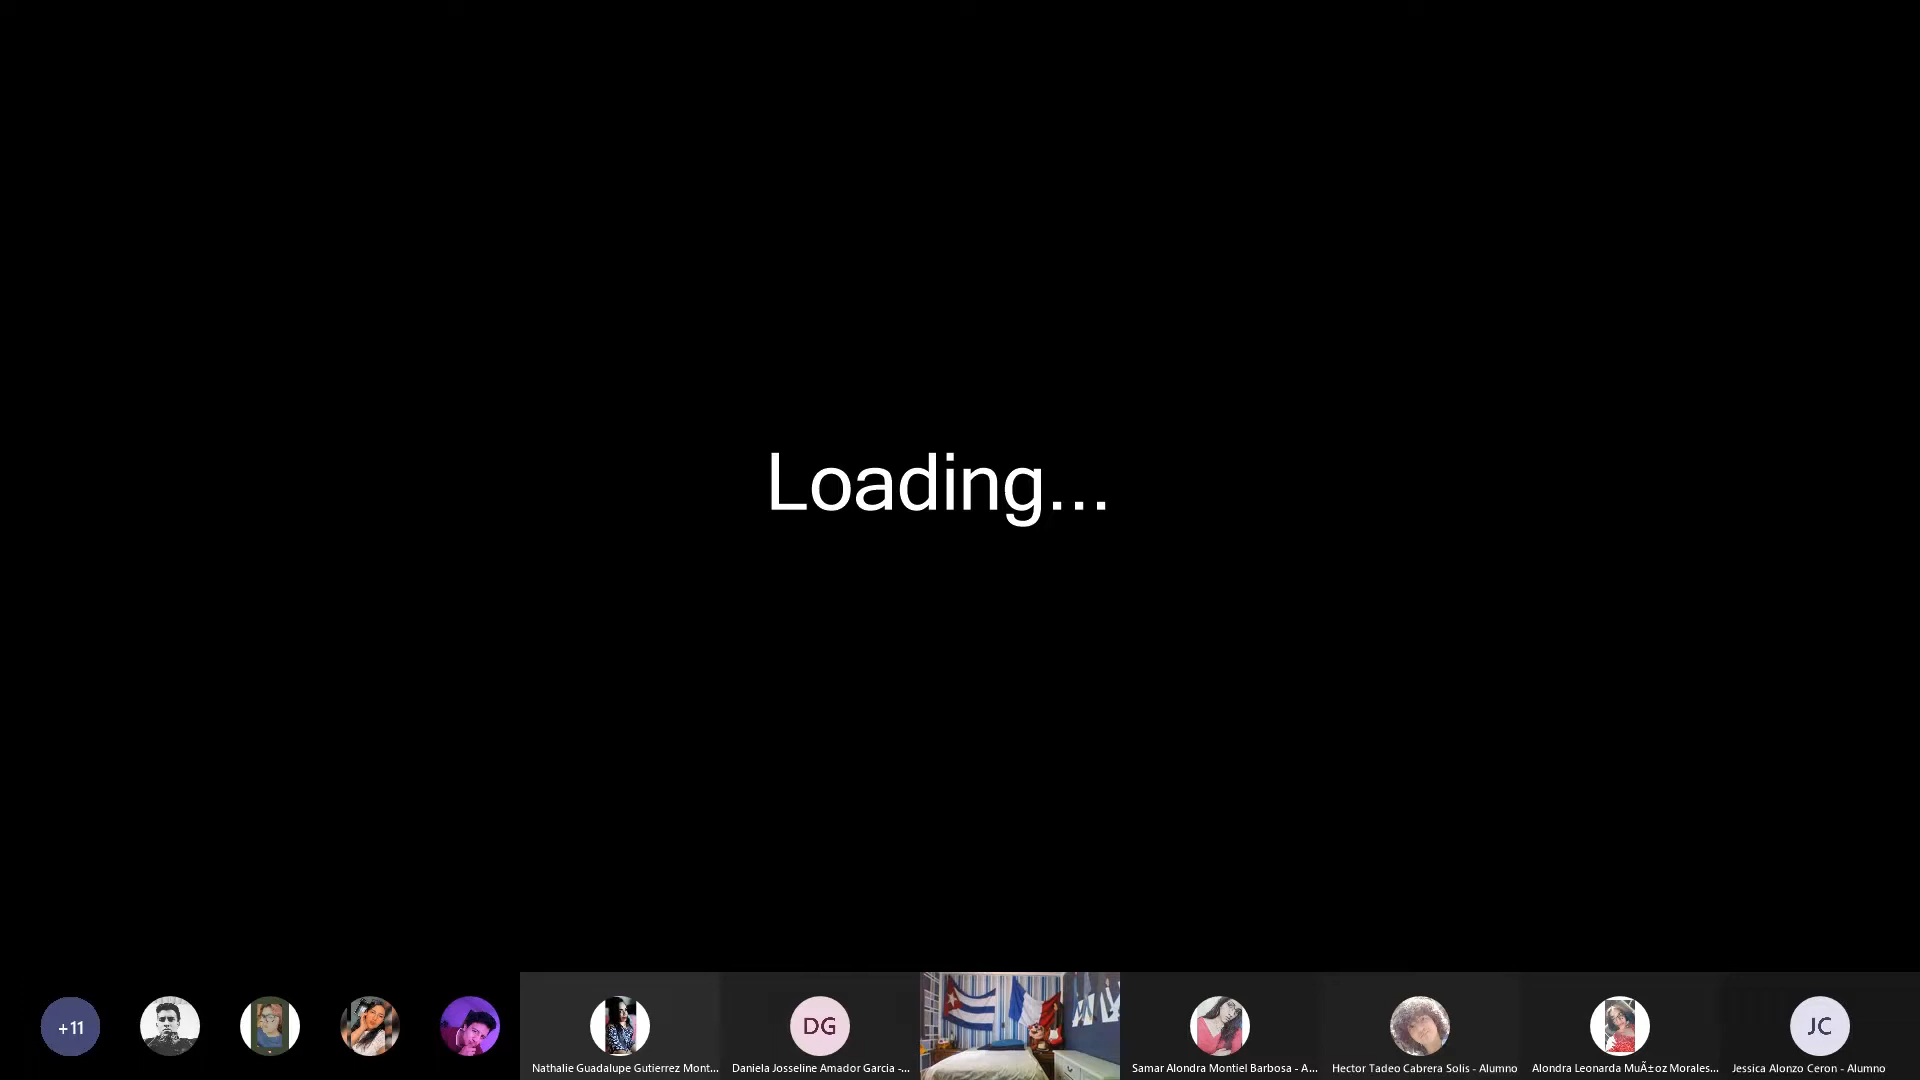 Loading...
+11
DG
JC
Nathalie Guadalupe Gutierrez Mont...
Daniela Josseline Amador Garcia -...
Samar Alondra Montiel Barbosa - A...
Hector Tadeo Cabrera Solis - Alumno
Alondra Leonarda MuÃ±oz Morales...
Jessica Alonzo Ceron - Alumno